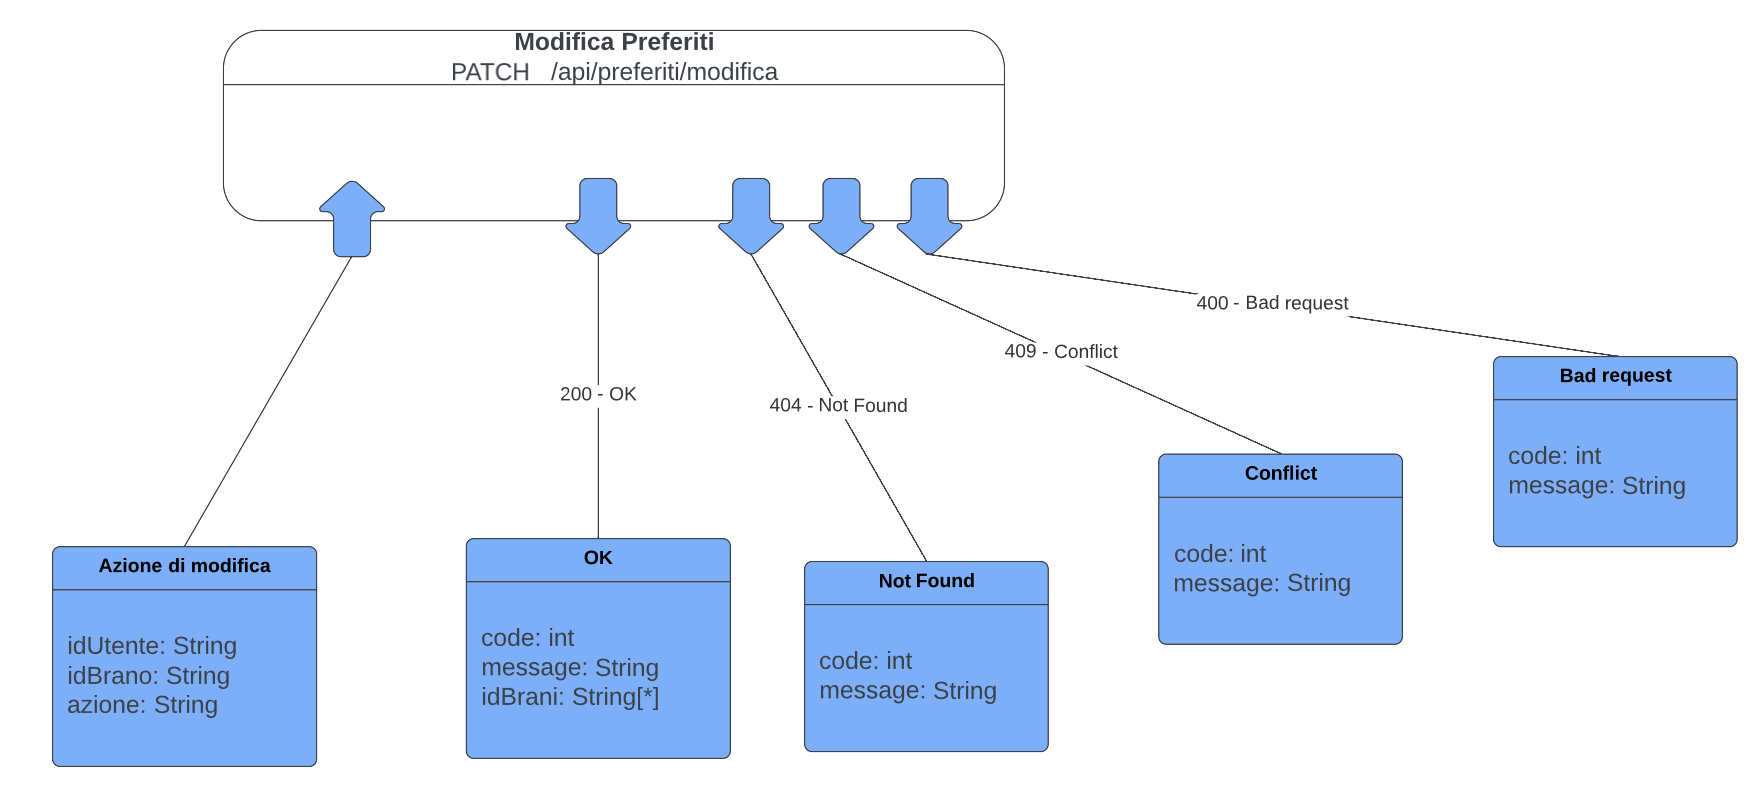 Modifica Preferiti
PATCH /api/preferiti/modifica
400 - Bad request
409 - Conflict
200 - OK
404 - Not Found
Azione di modifica
idUtente: String
idBrano: String
azione: String
OK
code: int
message: String
idBrani: String[*]
Not Found
code: int
message: String
Conflict
code: int
message: String
Bad request
code: int
message: String